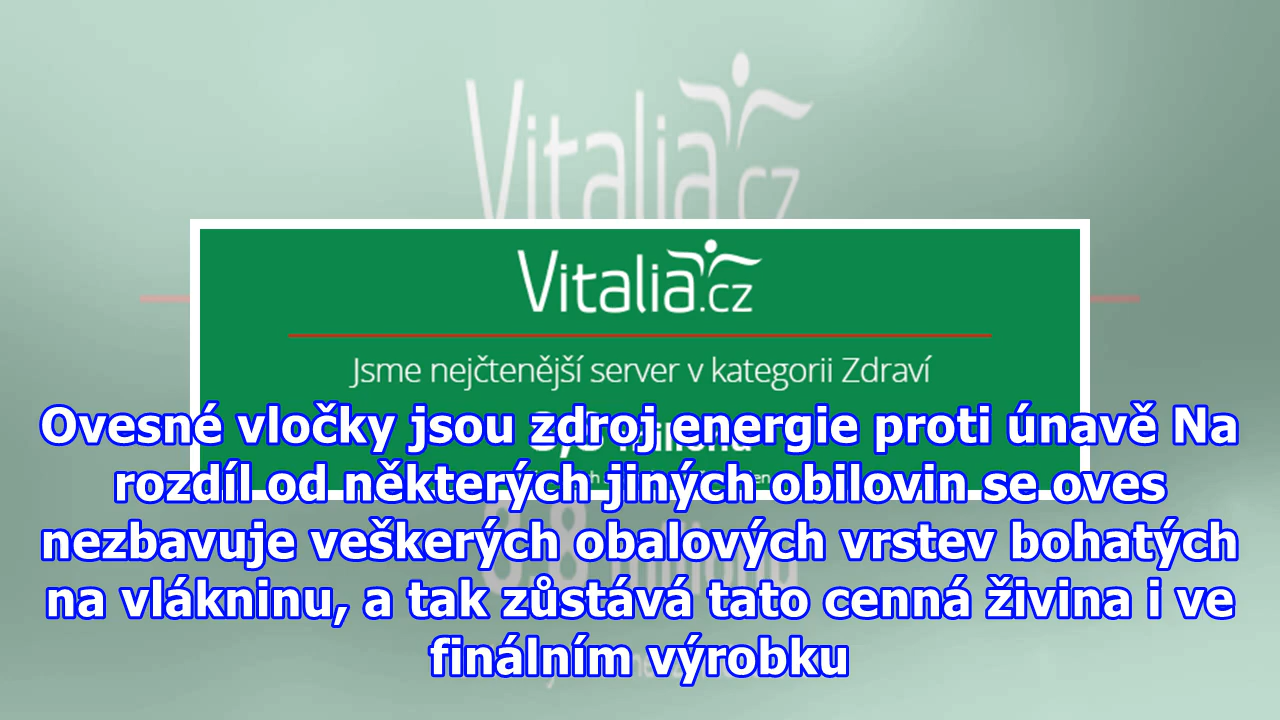 Vitalia.cz
Vitalia.cz
Jsme nejčtenější server v kategorii Zdraví
Ovesné vločky jsou zdroj energie proti únavě Na
rozdíl od některých jiných obilovin se oves
nezbavuje veškerých obalových vrstev bohatých
na vlákninu, a tak zůstává tato cenná živina i ve
finálním výrobku